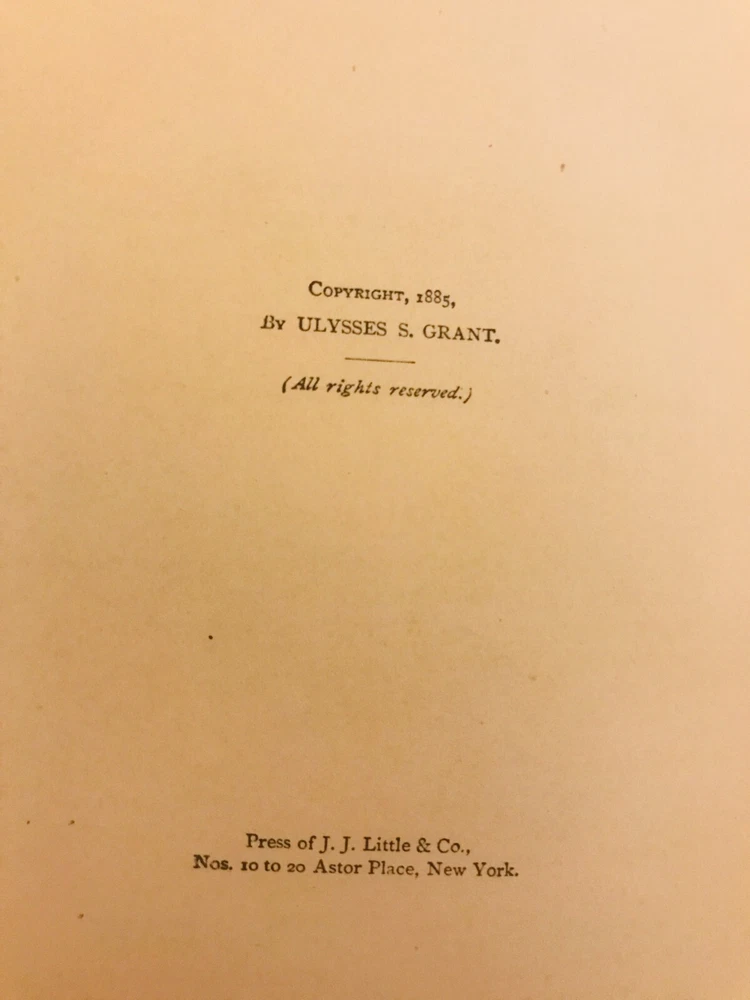 Copyright, 1885,
By ULYSSES S. GRANT.
(All rights reserved.)
Press of J. J. Little & Co.,
Nos. 10 to 20 Astor Place, New York.